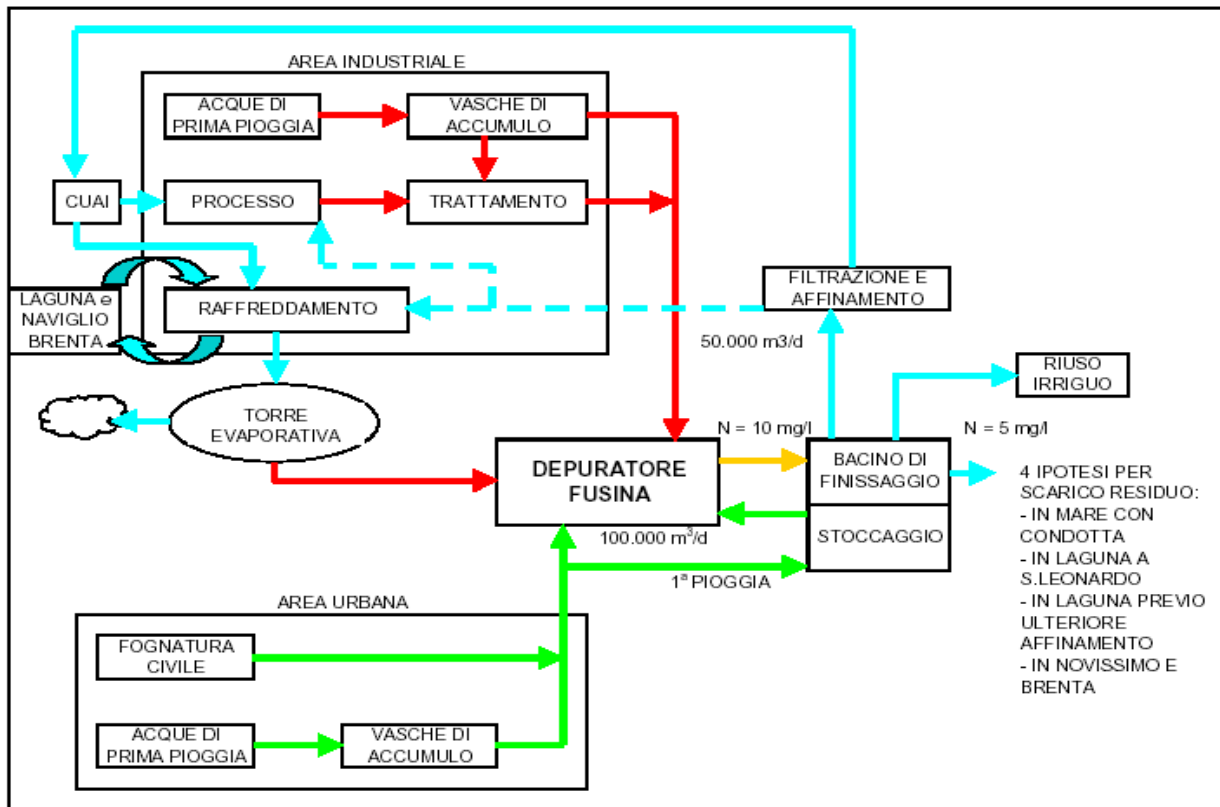 AREA INDUSTRIALE
ACQUE DI
PRIMA PIOGGIA
VASCHE DI
ACCUMULO
CUAI
PROCESSO
TRATTAMENTO
LAGUNA e
NAVIGLIO
BRENTA
RAFFREDDAMENTO
FILTRAZIONE E
AFFINAMENTO
50.000 m3/d
RIUSO
IRRIGUO
TORRE
EVAPORATIVA
N = 10 mg/l
N = 5 mg/l
DEPURATORE
FUSINA
BACINO DI
FINISSAGGIO
STOCCAGGIO
100.000 m³/d
1ª PIOGGIA
4 IPOTESI PER
SCARICO RESIDUO:
- IN MARE CON
CONDOTTA
- IN LAGUNA A
S.LEONARDO
- IN LAGUNA PREVIO
ULTERIORE
AFFINAMENTO
- IN NOVISSIMO E
BRENTA
AREA URBANA
FOGNATURA
CIVILE
ACQUE DI
PRIMA PIOGGIA
VASCHE DI
ACCUMULO